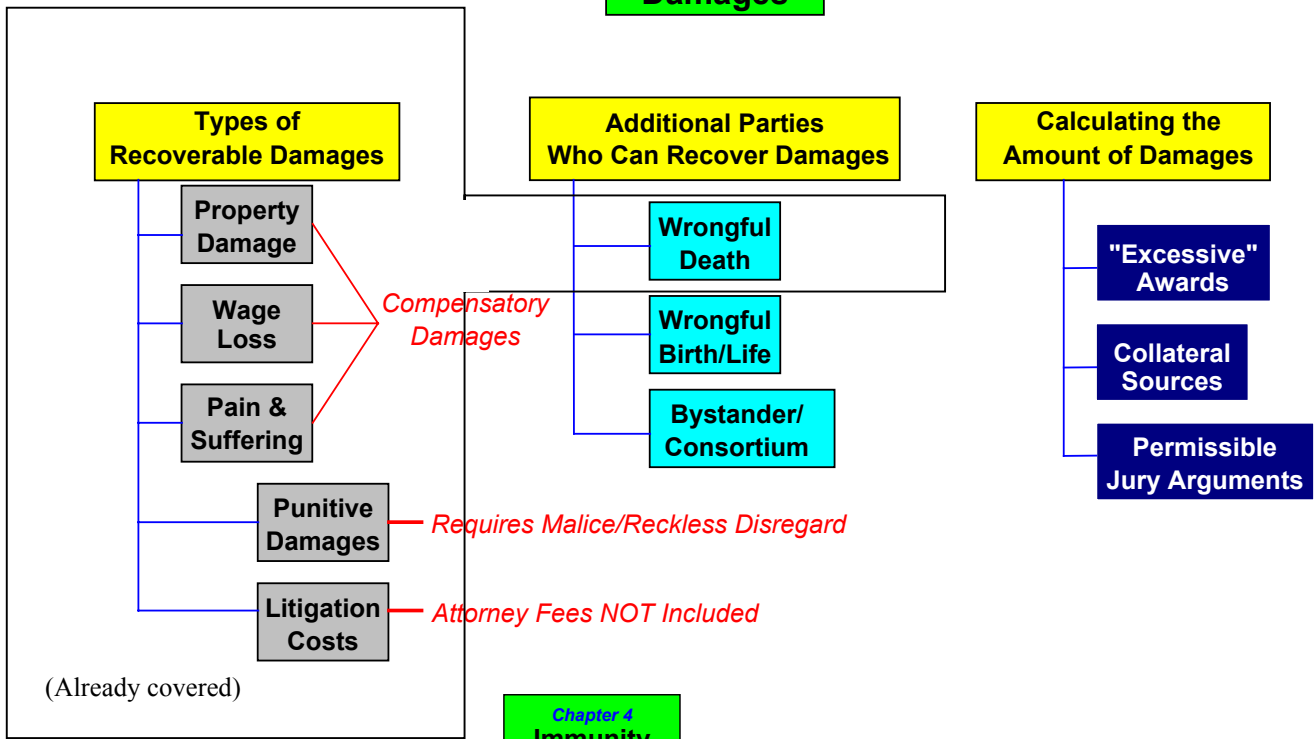 Damages
Types of
Recoverable Damages
Property
Damage
Wage
Loss
Pain &
Suffering
Compensatory
Damages
Punitive
Damages
Requires Malice/Reckless Disregard
Litigation
Costs
Attorney Fees NOT Included
(Already covered)
Additional Parties
Who Can Recover Damages
Wrongful
Death
Wrongful
Birth/Life
Bystander/
Consortium
Calculating the
Amount of Damages
"Excessive"
Awards
Collateral
Sources
Permissible
Jury Arguments
Chapter 4
Immunity